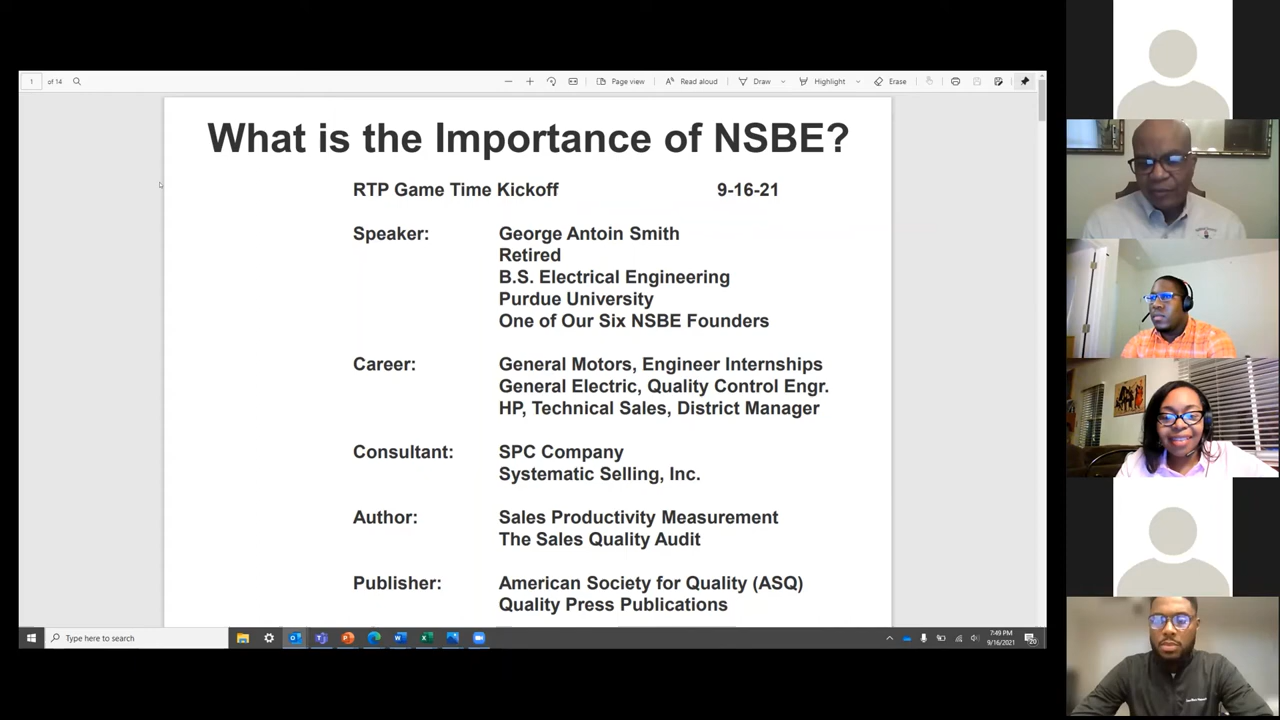 1 of 14
Page view
Read aloud
Draw
Highlight
Erase
What is the Importance of NSBE?
RTP Game Time Kickoff 9-16-21
Speaker: George Antoin Smith
Retired
B.S. Electrical Engineering
Purdue University
One of Our Six NSBE Founders
Career: General Motors, Engineer Internships
General Electric, Quality Control Engr.
HP, Technical Sales, District Manager
Consultant: SPC Company
Systematic Selling, Inc.
Author: Sales Productivity Measurement
The Sales Quality Audit
Publisher: American Society for Quality (ASQ)
Quality Press Publications
Type here to search
7:49 PM
9/16/2021
20